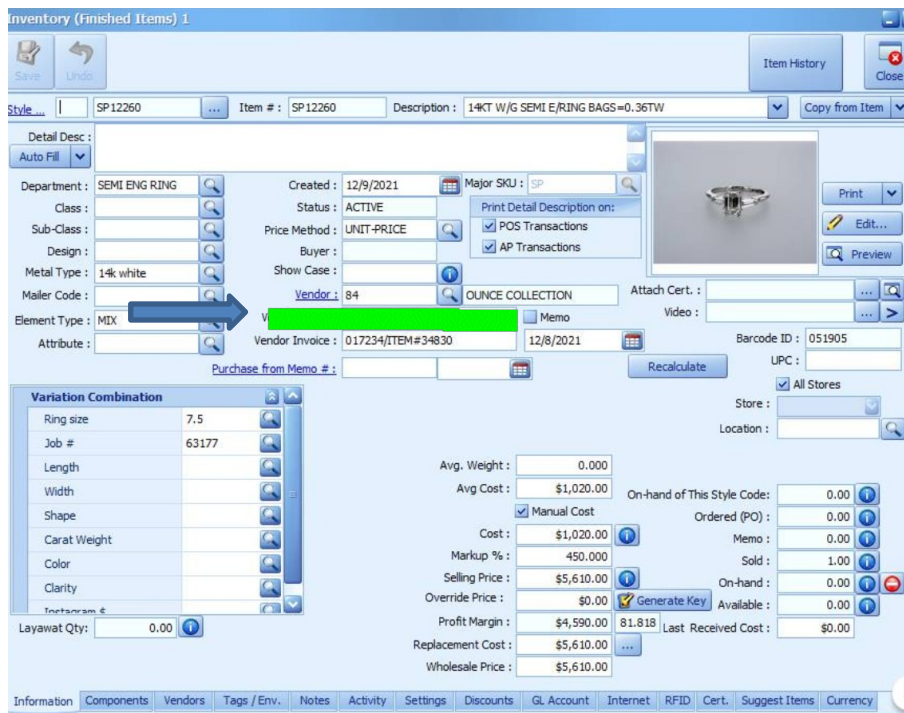 Inventory (Finished Items) 1
Save Undo Item History Close
Style ... SP12260 ... Item # : SP12260 Description : 14KT W/G SEMI E/RING BAGS=0.36TW Copy from Item
Detail Desc :
Auto Fill
Department : SEMI ENG RING Created : 12/9/2021 Major SKU : SP
Class : Status : ACTIVE Print Detail Description on: Print
Sub-Class : Price Method : UNIT-PRICE POS Transactions Edit...
Design : Buyer : AP Transactions Preview
Metal Type : 14k white Show Case :
Mailer Code : Vendor : 84 OUNCE COLLECTION Attach Cert. : ...
Element Type : MIX Memo Video : ... >
Attribute : Vendor Invoice : 017234/ITEM#34830 12/8/2021 Barcode ID : 051905
Purchase from Memo # : Recalculate UPC :
All Stores
Variation Combination Store :
Ring size 7.5 Location :
Job # 63177
Length Avg. Weight : 0.000
Width Avg Cost : $1,020.00 On-hand of This Style Code: 0.00
Shape Manual Cost Ordered (PO) : 0.00
Carat Weight Cost : $1,020.00 Memo : 0.00
Color Markup % : 450.000 Sold : 1.00
Clarity Selling Price : $5,610.00 On-hand : 0.00
Instagram $ Override Price : $0.00 Generate Key Available : 0.00
Layawat Qty: 0.00 Profit Margin : $4,590.00 81.818 Last Received Cost : $0.00
Replacement Cost : $5,610.00 ...
Wholesale Price : $5,610.00
Information Components Vendors Tags / Env. Notes Activity Settings Discounts GL Account Internet RFID Cert. Suggest Items Currency